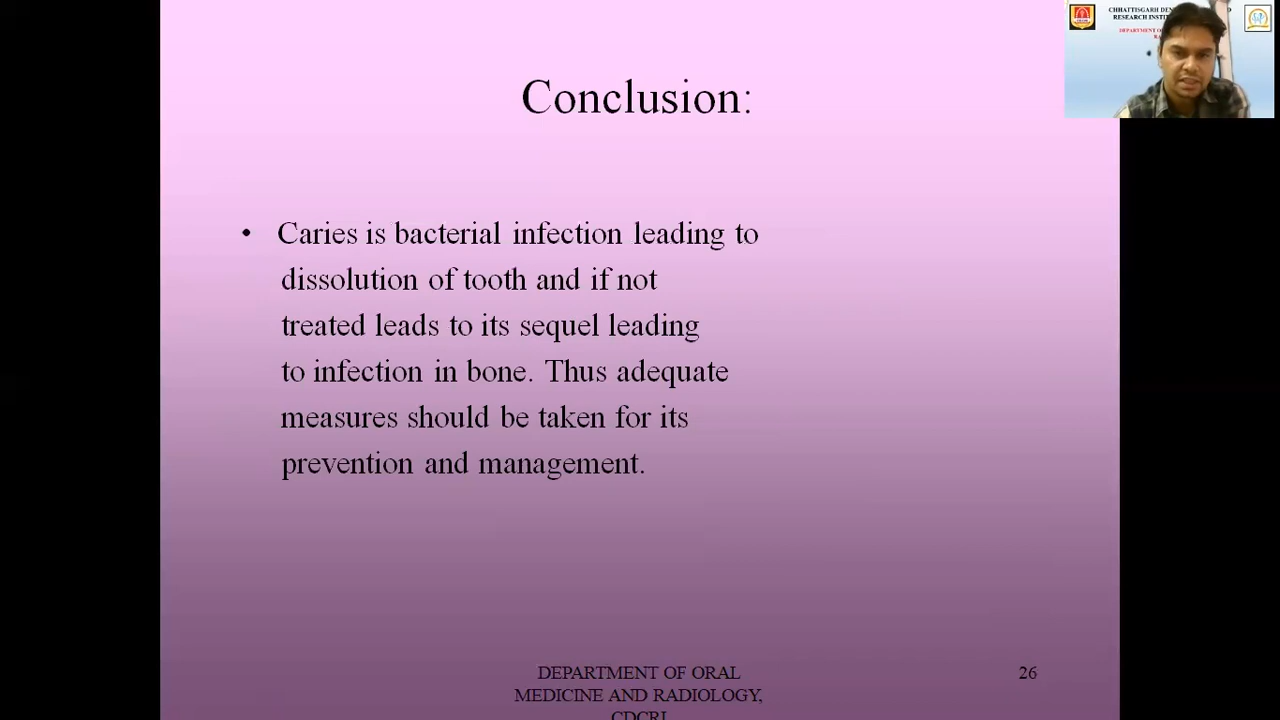 CHHATTISGARH
RESEARCH
Conclusion:
• Caries is bacterial infection leading to
dissolution of tooth and if not
treated leads to its sequel leading
to infection in bone. Thus adequate
measures should be taken for its
prevention and management.
DEPARTMENT OF ORAL
MEDICINE AND RADIOLOGY,
CDCRI
26